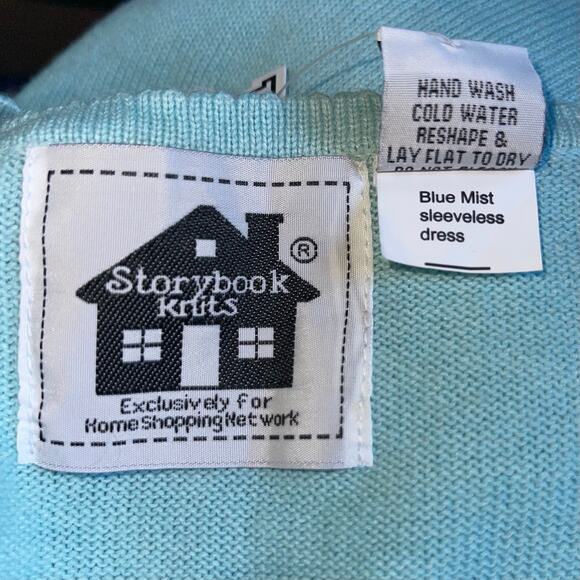 Storybook
Knits
®
Exclusively for
Home Shopping Network
HAND WASH
COLD WATER
RESHAPE &
LAY FLAT TO DRY
Blue Mist
sleeveless
dress